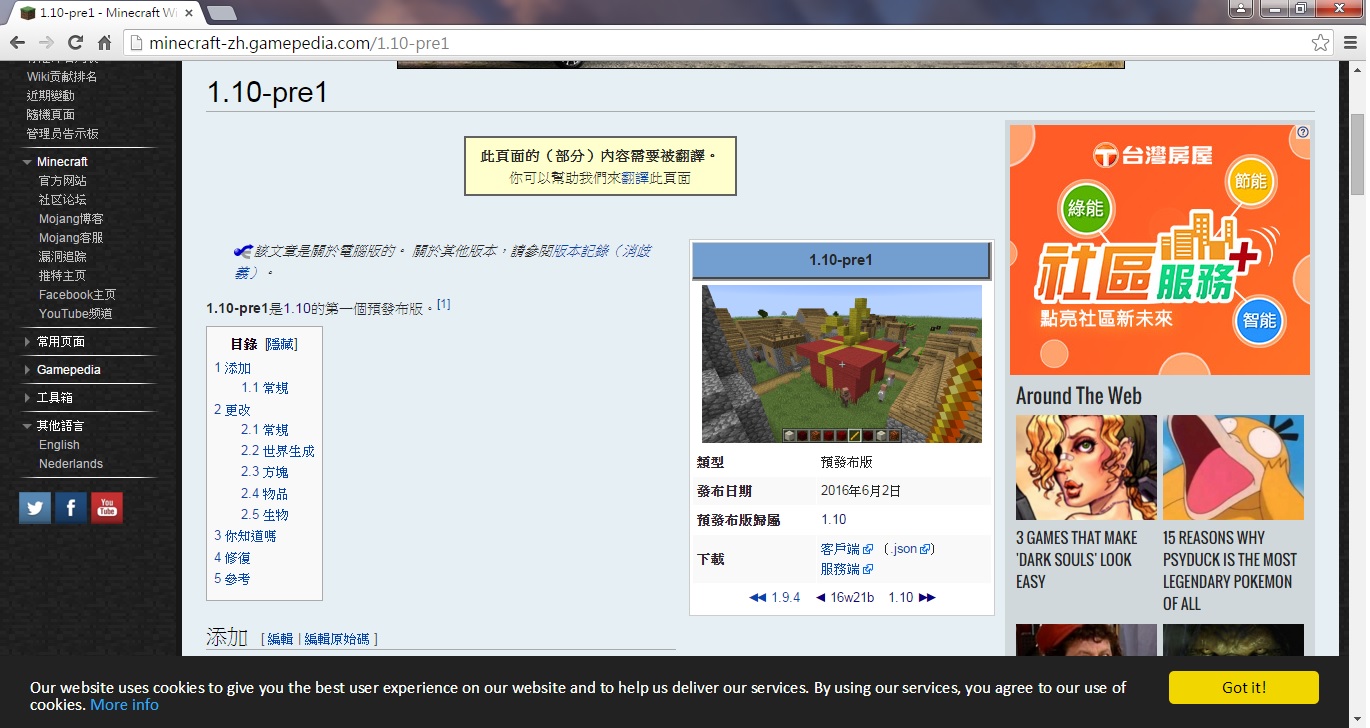 1.10-pre1 - Minecraft Wi
minecraft-zh.gamepedia.com/1.10-pre1
Wiki贡献排名
近期變動
隨機頁面
管理员告示板
Minecraft
官方网站
社区论坛
Mojang博客
Mojang客服
漏洞追踪
推特主页
Facebook主页
YouTube频道
常用页面
Gamepedia
工具箱
其他語言
English
Nederlands
You
Tube
1.10-pre1
此頁面的（部分）內容需要被翻譯。
你可以幫助我們來翻譯此頁面
該文章是關於電腦版的。 關於其他版本，請參閱版本記錄（消歧
義）。
1.10-pre1是1.10的第一個預發布版。[1]
目錄 [隱藏]
1 添加
1.1 常規
2 更改
2.1 常規
2.2 世界生成
2.3 方塊
2.4 物品
2.5 生物
3 你知道嗎
4 修復
5 參考
添加 [ 編輯 | 編輯原始碼 ]
1.10-pre1
類型 預發布版
發布日期 2016年6月2日
預發布版歸屬 1.10
下載 客戶端 （.json）
服務端
1.9.4 16w21b 1.10
台灣房屋
節能
綠能
社區服務+
智能
點亮社區新未來
Around The Web
3 GAMES THAT MAKE
'DARK SOULS' LOOK
EASY
15 REASONS WHY
PSYDUCK IS THE MOST
LEGENDARY POKEMON
OF ALL
Our website uses cookies to give you the best user experience on our website and to help us deliver our services. By using our services, you agree to our use of
cookies. More info
Got it!